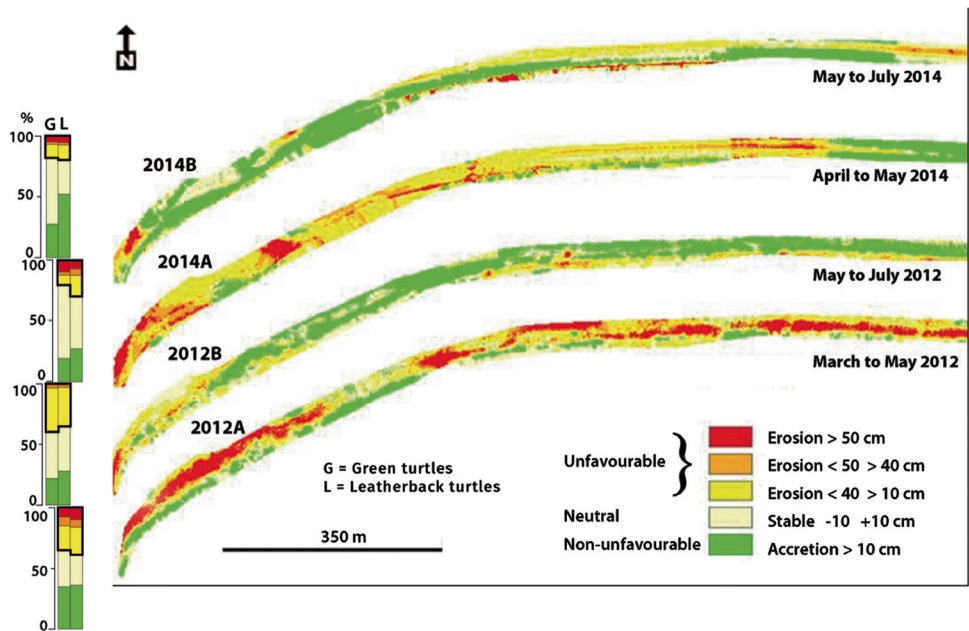 N
May to July 2014
%
G L
100
50
0
2014B
April to May 2014
2014A
100
50
0
May to July 2012
2012B
100
50
0
March to May 2012
2012A
100
50
0
G = Green turtles
L = Leatherback turtles
350 m
Unfavourable
Erosion > 50 cm
Erosion < 50 > 40 cm
Erosion < 40 > 10 cm
Neutral
Stable -10 +10 cm
Non-unfavourable
Accretion > 10 cm